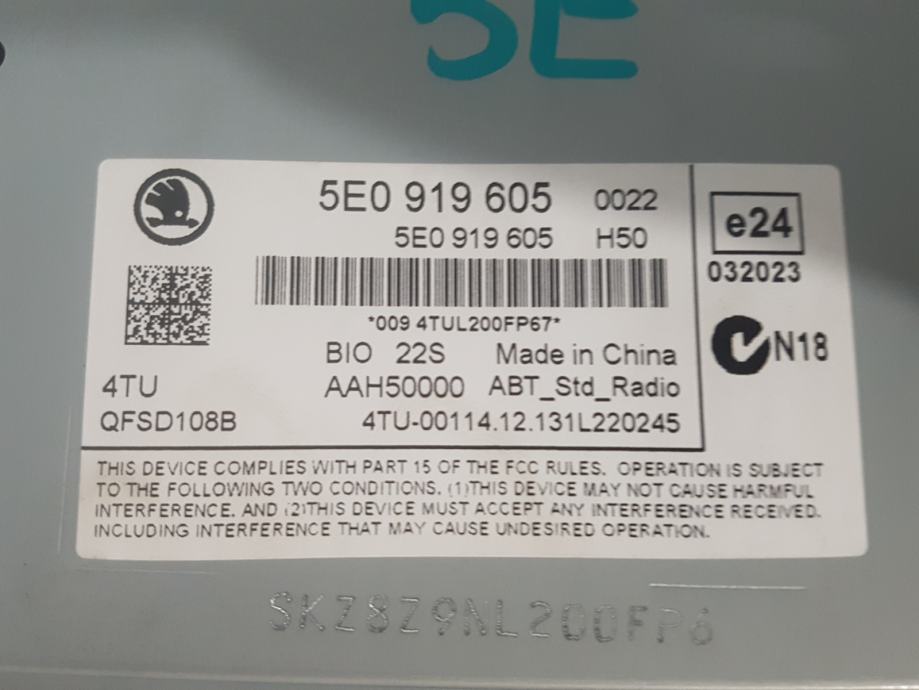 5E
5E0 919 605 0022
5E0 919 605 H50
*009 4TUL200FP67*
BIO 22S Made in China
4TU AAH50000 ABT_Std_Radio
QFSD108B 4TU-00114.12.131L220245
e24
032023
N18
THIS DEVICE COMPLIES WITH PART 15 OF THE FCC RULES. OPERATION IS SUBJECT
TO THE FOLLOWING TWO CONDITIONS. (1)THIS DEVICE MAY NOT CAUSE HARMFUL
INTERFERENCE. AND (2)THIS DEVICE MUST ACCEPT ANY INTERFERENCE RECEIVED.
INCLUDING INTERFERENCE THAT MAY CAUSE UNDESIRED OPERATION.
SKZ8Z9NL200FP6